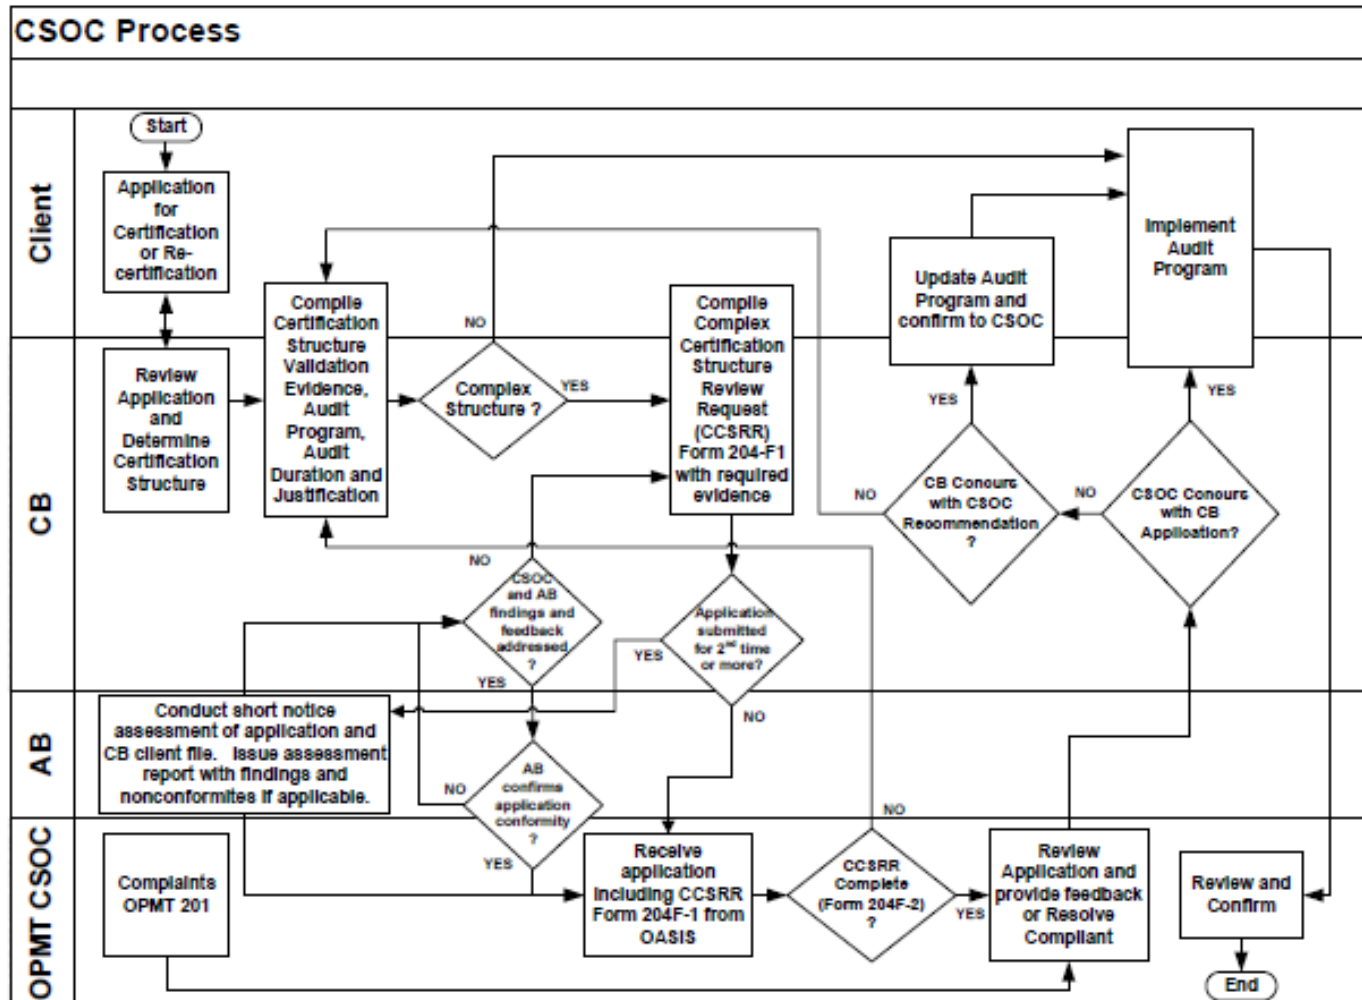 CSOC Process
Client
Start
Application
for
Certification
or Re-
certification
Implement
Audit
Program
Update Audit
Program and
confirm to CSOC
CB
Review
Application
and
Determine
Certification
Structure
Compile
Certification
Structure
Validation
Evidence,
Audit
Program,
Audit
Duration and
Justification
NO
Complex
Structure ?
YES
Compile
Complex
Certification
Structure
Review
Request
(CCSRR)
Form 204-F1
with required
evidence
YES
YES
NO
CB Concurs
with CSOC
Recommendation
?
NO
CSOC Concurs
with CB
Application?
NO
CSOC
and AB
findings and
feedback
addressed
?
YES
Application
submitted
for 2nd time
or more?
YES
NO
AB
Conduct short notice
assessment of application and
CB client file. Issue assessment
report with findings and
nonconformites if applicable.
NO
AB
confirms
application
conformity
?
YES
NO
OPMT CSOC
Complaints
OPMT 201
Receive
application
including CCSRR
Form 204F-1 from
OASIS
CCSRR
Complete
(Form 204F-2)
?
YES
Review
Application and
provide feedback
or Resolve
Compliant
Review and
Confirm
End